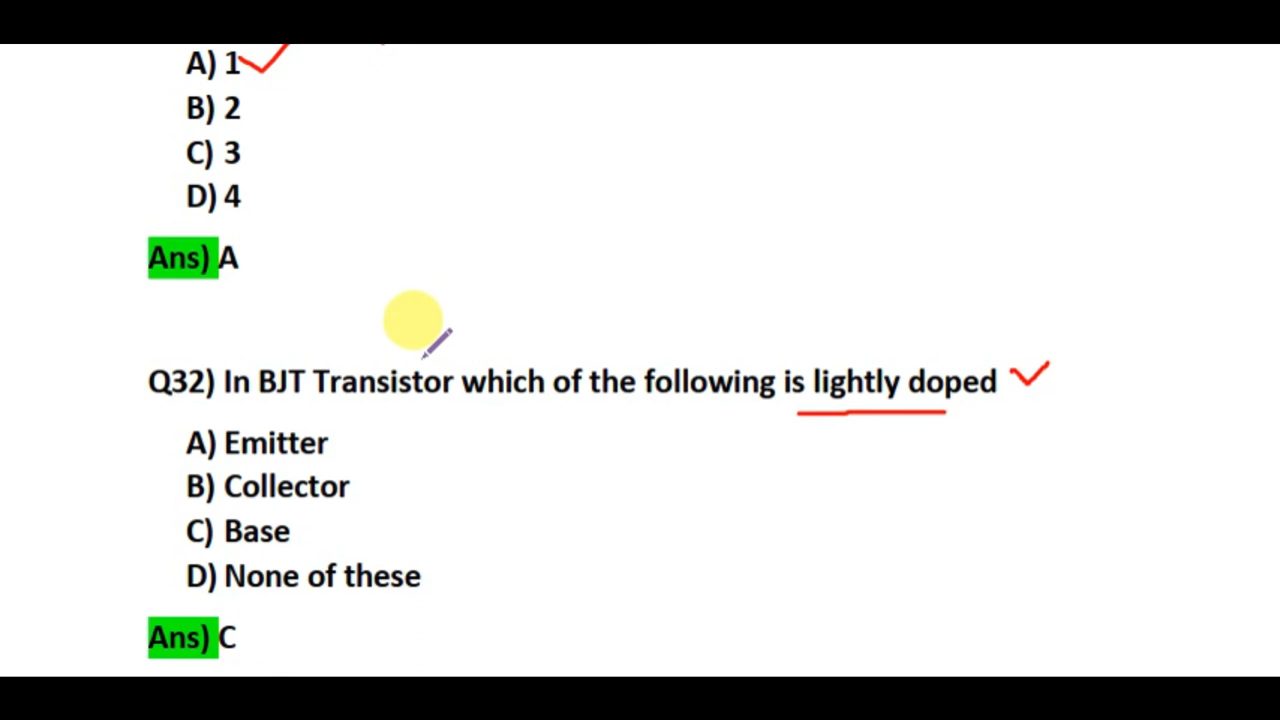 A) 1
B) 2
C) 3
D) 4
Ans) A
Q32) In BJT Transistor which of the following is lightly doped
A) Emitter
B) Collector
C) Base
D) None of these
Ans) C